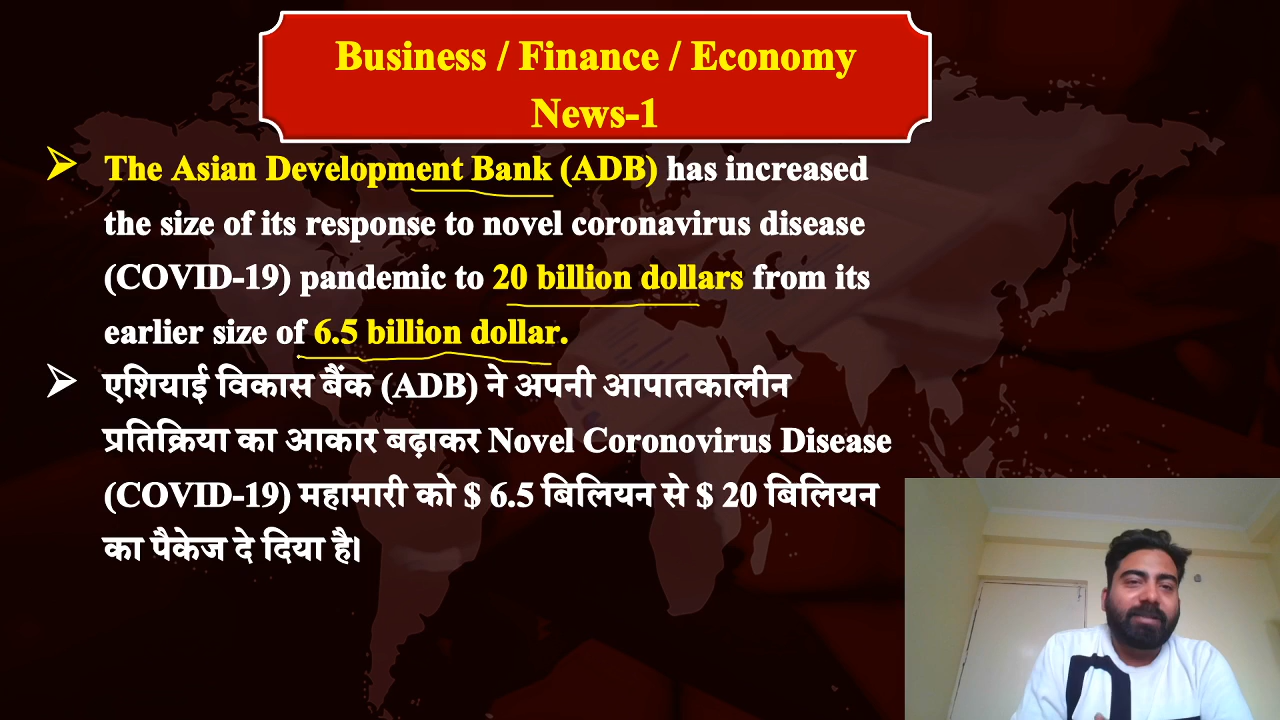 Business / Finance / Economy
News-1
The Asian Development Bank (ADB) has increased
the size of its response to novel coronavirus disease
(COVID-19) pandemic to 20 billion dollars from its
earlier size of 6.5 billion dollar.
एशियाई विकास बैंक (ADB) ने अपनी आपातकालीन
प्रतिक्रिया का आकार बढ़ाकर Novel Coronovirus Disease
(COVID-19) महामारी को $ 6.5 बिलियन से $ 20 बिलियन
का पैकेज दे दिया है।